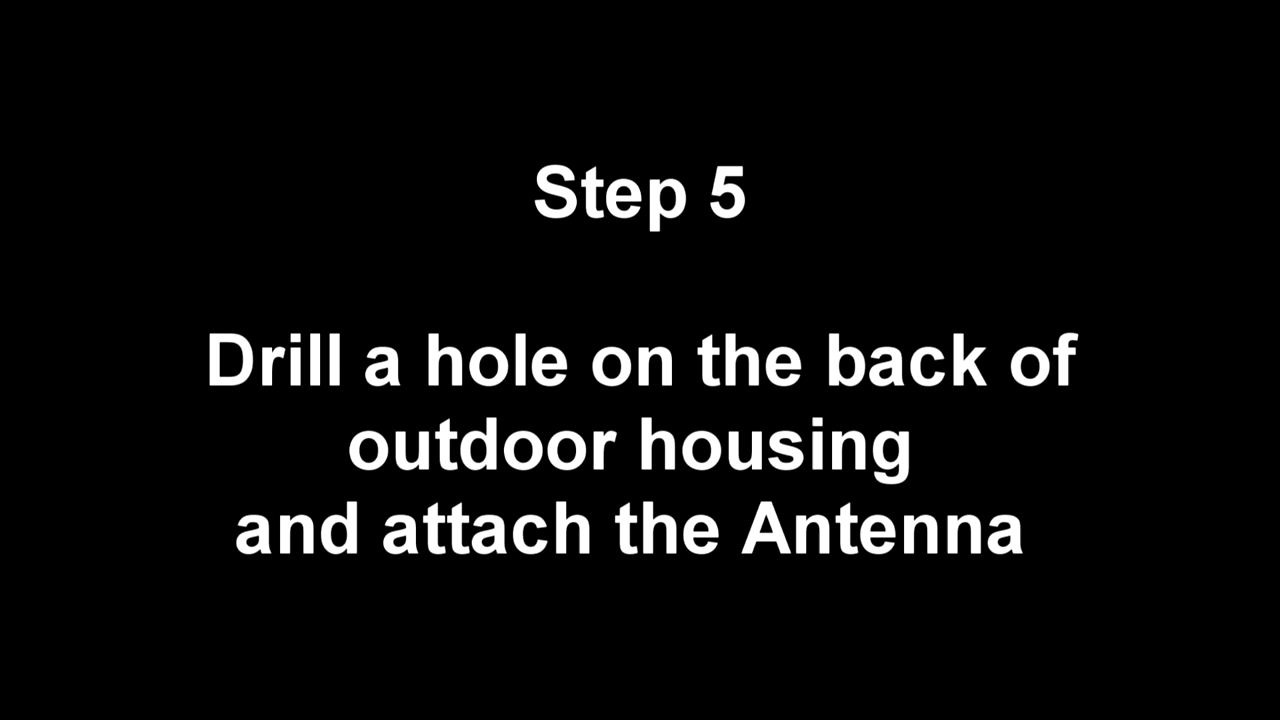 Step 5
Drill a hole on the back of
outdoor housing
and attach the Antenna